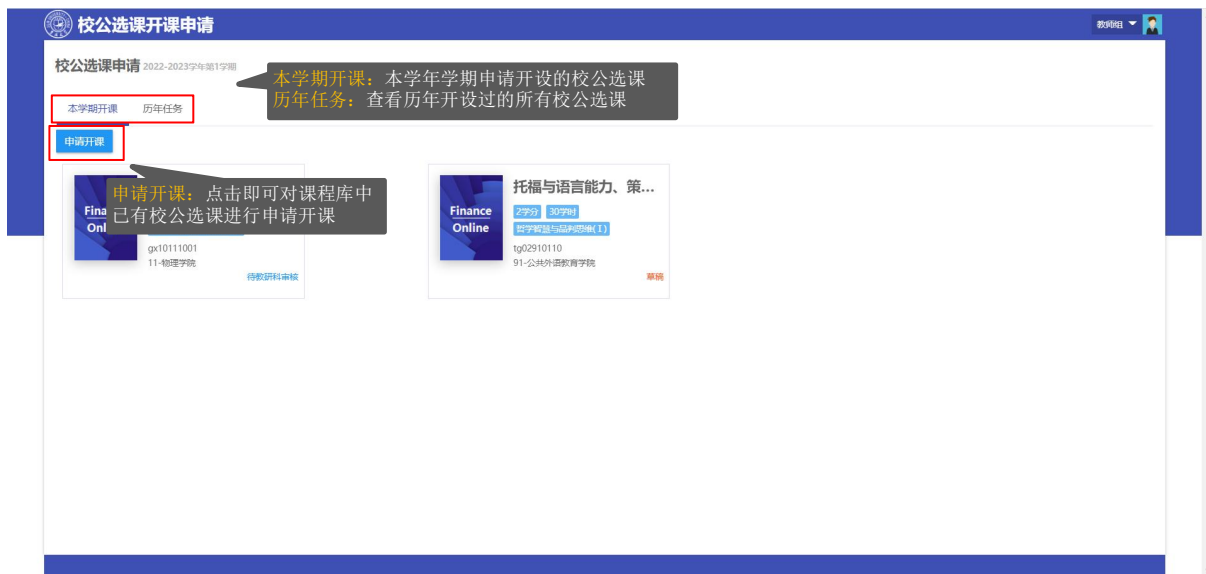 校公选课开课申请
教师组
校公选课申请 2022-2023学年第1学期
本学期开课：本学年学期申请开设的校公选课
历年任务：查看历年开设过的所有校公选课
本学期开课 历年任务
申请开课
申请开课：点击即可对课程库中
已有校公选课进行申请开课
gx10111001
11-物理学院
待教研科审核
Finance
Online
托福与语言能力、策...
2学分 30学时
哲学智慧与品判思维(I)
tg02910110
91-公共外语教育学院
草稿